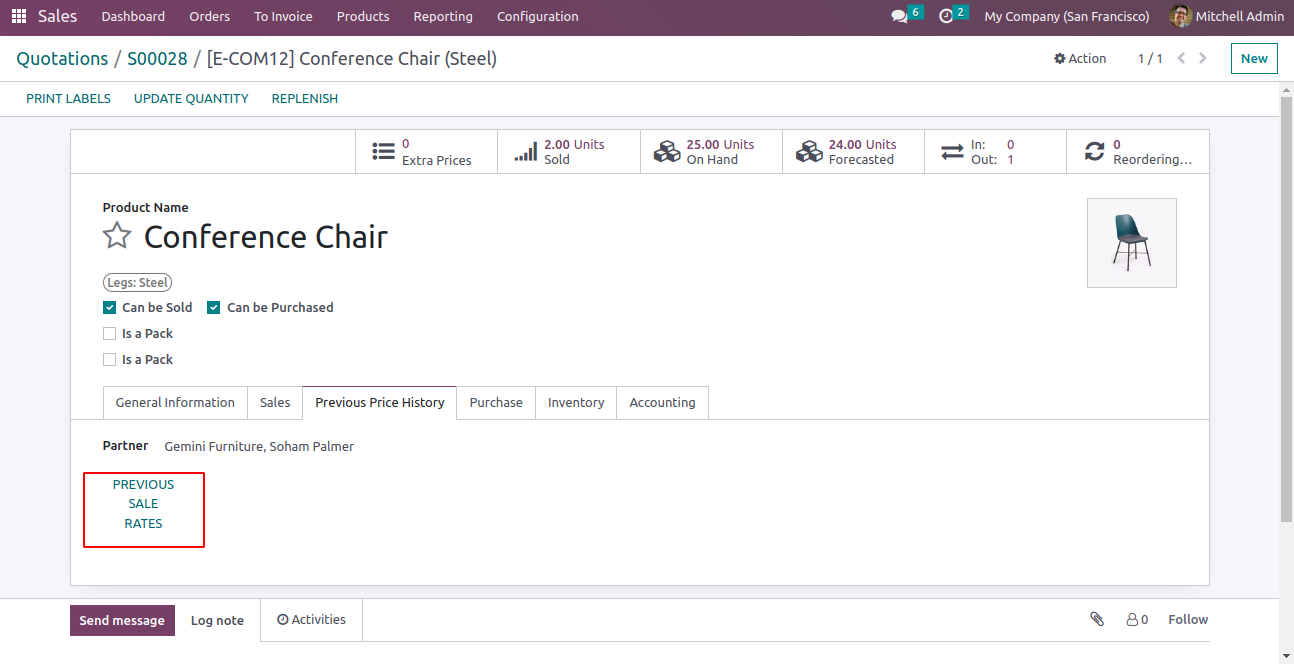 Sales Dashboard Orders To Invoice Products Reporting Configuration 6 2 My Company (San Francisco) Mitchell Admin
Quotations / S00028 / [E-COM12] Conference Chair (Steel) Action 1 / 1 New
PRINT LABELS UPDATE QUANTITY REPLENISH
0 Extra Prices
2.00 Units Sold
25.00 Units On Hand
24.00 Units Forecasted
In: 0
Out: 1
0 Reordering...
Product Name
Conference Chair
Legs: Steel
Can be Sold Can be Purchased
Is a Pack
Is a Pack
General Information Sales Previous Price History Purchase Inventory Accounting
Partner Gemini Furniture, Soham Palmer
PREVIOUS
SALE
RATES
Send message Log note Activities 0 Follow